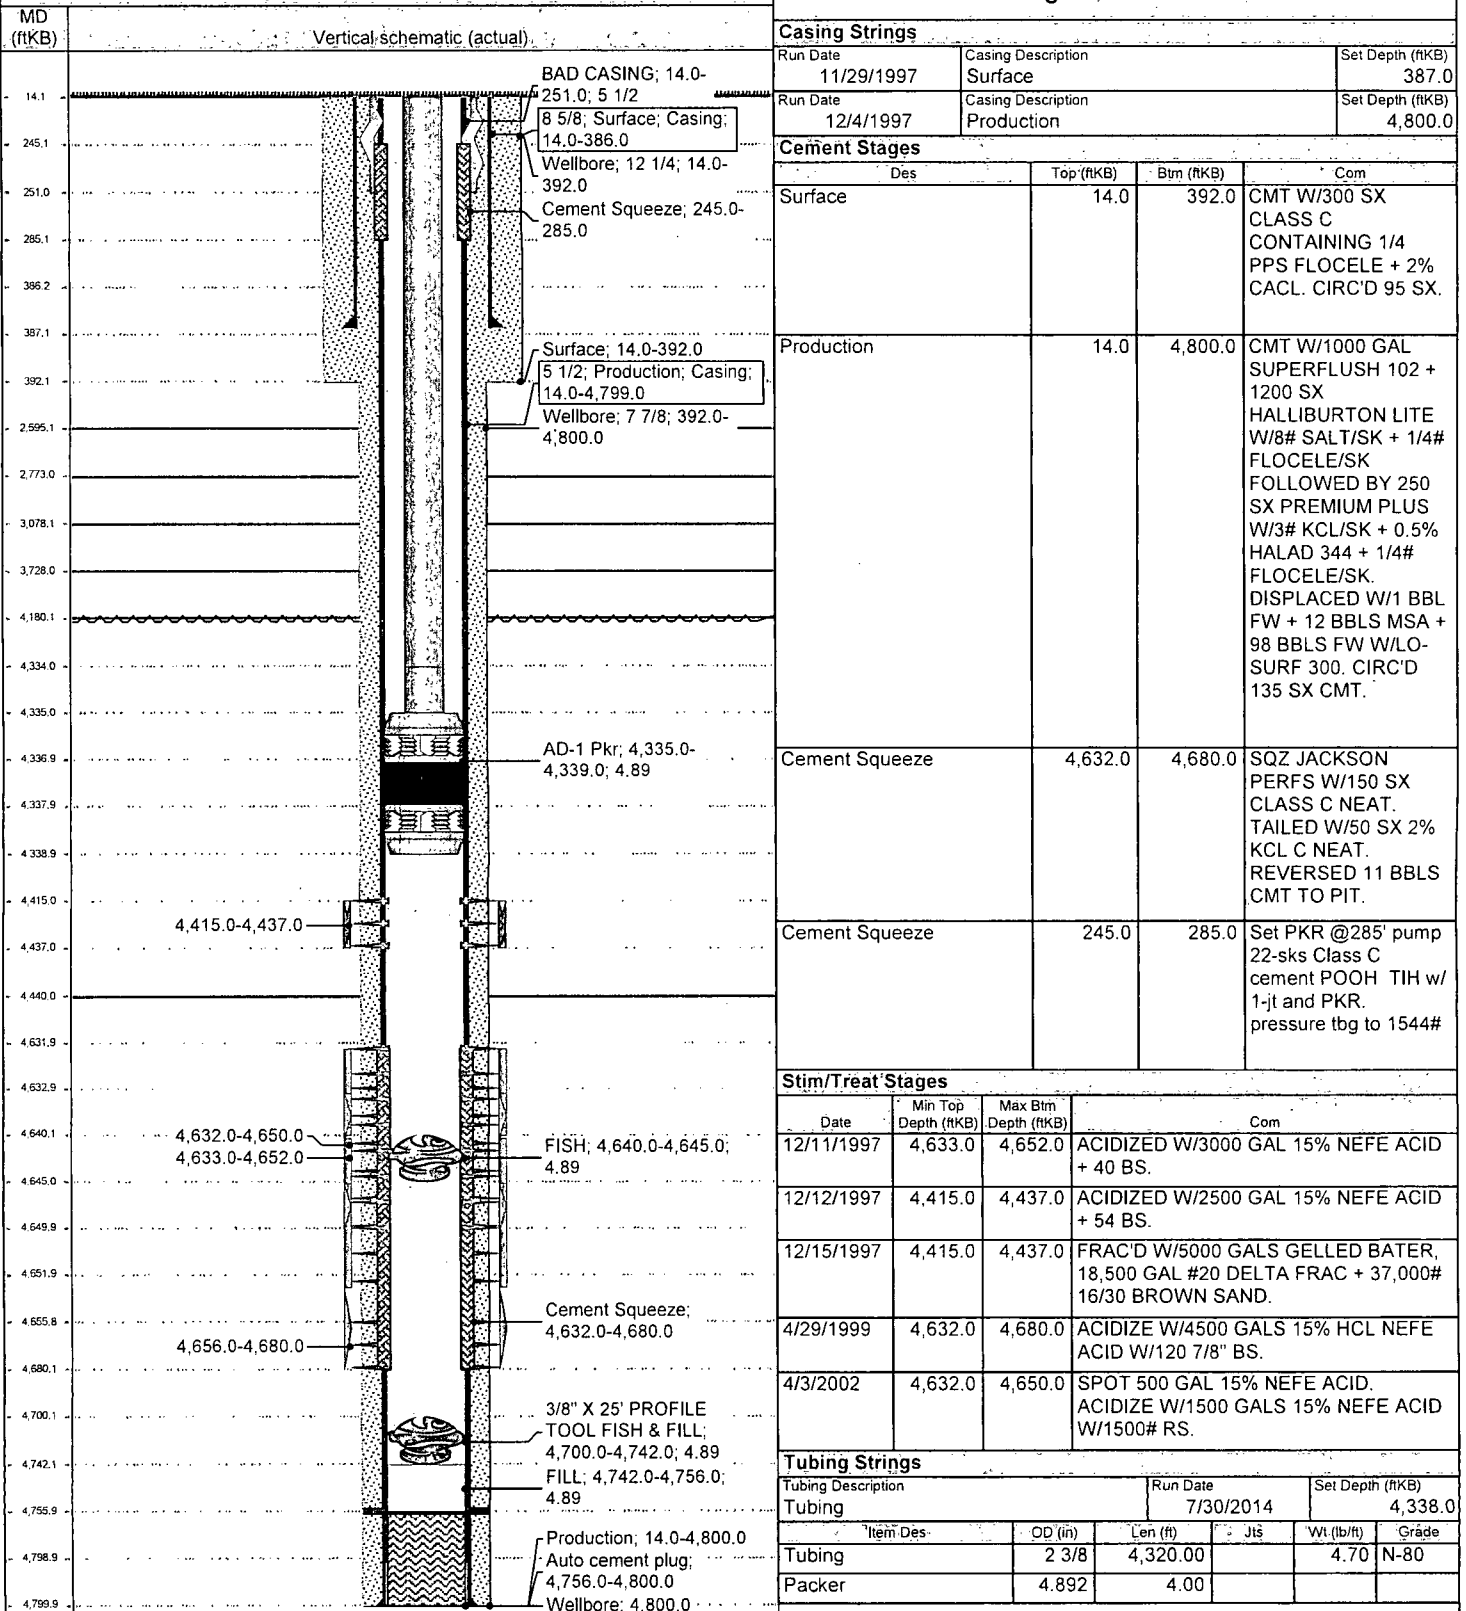 MD
(ftKB)
Vertical schematic (actual)
14.1
245.1
251.0
285.1
386.2
387.1
392.1
2,595.1
2,773.0
3,078.1
3,728.0
4,180.1
4,334.0
4,335.0
4,336.9
4,337.9
4,338.9
4,415.0
4,437.0
4,440.0
4,631.9
4,632.9
4,640.1
4,645.0
4,649.9
4,651.9
4,655.8
4,680.1
4,700.1
4,742.1
4,755.9
4,798.9
4,799.9
BAD CASING; 14.0-
251.0; 5 1/2
8 5/8; Surface; Casing;
14.0-386.0
Wellbore; 12 1/4; 14.0-
392.0
Cement Squeeze; 245.0-
285.0
Surface; 14.0-392.0
5 1/2; Production; Casing;
14.0-4,799.0
Wellbore; 7 7/8; 392.0-
4,800.0
AD-1 Pkr; 4,335.0-
4,339.0; 4.89
4,415.0-4,437.0
4,632.0-4,650.0
4,633.0-4,652.0
FISH; 4,640.0-4,645.0;
4.89
Cement Squeeze;
4,632.0-4,680.0
4,656.0-4,680.0
3/8" X 25' PROFILE
TOOL FISH & FILL;
4,700.0-4,742.0; 4.89
FILL; 4,742.0-4,756.0;
4.89
Production; 14.0-4,800.0
Auto cement plug;
4,756.0-4,800.0
Wellbore; 4,800.0
Casing Strings
Run Date Casing Description Set Depth (ftKB)
11/29/1997 Surface 387.0
Run Date Casing Description Set Depth (ftKB)
12/4/1997 Production 4,800.0
Cement Stages
Des Top (ftKB) Btm (ftKB) Com
Surface 14.0 392.0 CMT W/300 SX
CLASS C
CONTAINING 1/4
PPS FLOCELE + 2%
CACL. CIRC'D 95 SX.
Production 14.0 4,800.0 CMT W/1000 GAL
SUPERFLUSH 102 +
1200 SX
HALLIBURTON LITE
W/8# SALT/SK + 1/4#
FLOCELE/SK
FOLLOWED BY 250
SX PREMIUM PLUS
W/3# KCL/SK + 0.5%
HALAD 344 + 1/4#
FLOCELE/SK.
DISPLACED W/1 BBL
FW + 12 BBLS MSA +
98 BBLS FW W/LO-
SURF 300. CIRC'D
135 SX CMT.
Cement Squeeze 4,632.0 4,680.0 SQZ JACKSON
PERFS W/150 SX
CLASS C NEAT.
TAILED W/50 SX 2%
KCL C NEAT.
REVERSED 11 BBLS
CMT TO PIT.
Cement Squeeze 245.0 285.0 Set PKR @285' pump
22-sks Class C
cement POOH TIH w/
1-jt and PKR.
pressure tbg to 1544#
Stim/Treat Stages
Date Min Top Depth (ftKB) Max Btm Depth (ftKB) Com
12/11/1997 4,633.0 4,652.0 ACIDIZED W/3000 GAL 15% NEFE ACID
+ 40 BS.
12/12/1997 4,415.0 4,437.0 ACIDIZED W/2500 GAL 15% NEFE ACID
+ 54 BS.
12/15/1997 4,415.0 4,437.0 FRAC'D W/5000 GALS GELLED BATER,
18,500 GAL #20 DELTA FRAC + 37,000#
16/30 BROWN SAND.
4/29/1999 4,632.0 4,680.0 ACIDIZE W/4500 GALS 15% HCL NEFE
ACID W/120 7/8" BS.
4/3/2002 4,632.0 4,650.0 SPOT 500 GAL 15% NEFE ACID.
ACIDIZE W/1500 GALS 15% NEFE ACID
W/1500# RS.
Tubing Strings
Tubing Description Run Date Set Depth (ftKB)
Tubing 7/30/2014 4,338.0
Item Des OD (in) Len (ft) Jts Wt (lb/ft) Grade
Tubing 2 3/8 4,320.00 4.70 N-80
Packer 4.892 4.00